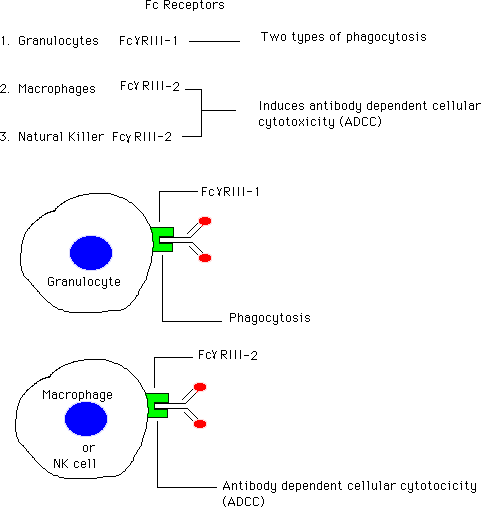 Fc Receptors
1. Granulocytes FcγRIII-1 Two types of phagocytosis
2. Macrophages FcγRIII-2
Induces antibody dependent cellular
cytotoxicity (ADCC)
3. Natural Killer FcγRIII-2
FcγRIII-1
Granulocyte
Phagocytosis
FcγRIII-2
Macrophage
or
NK cell
Antibody dependent cellular cytotocicity
(ADCC)